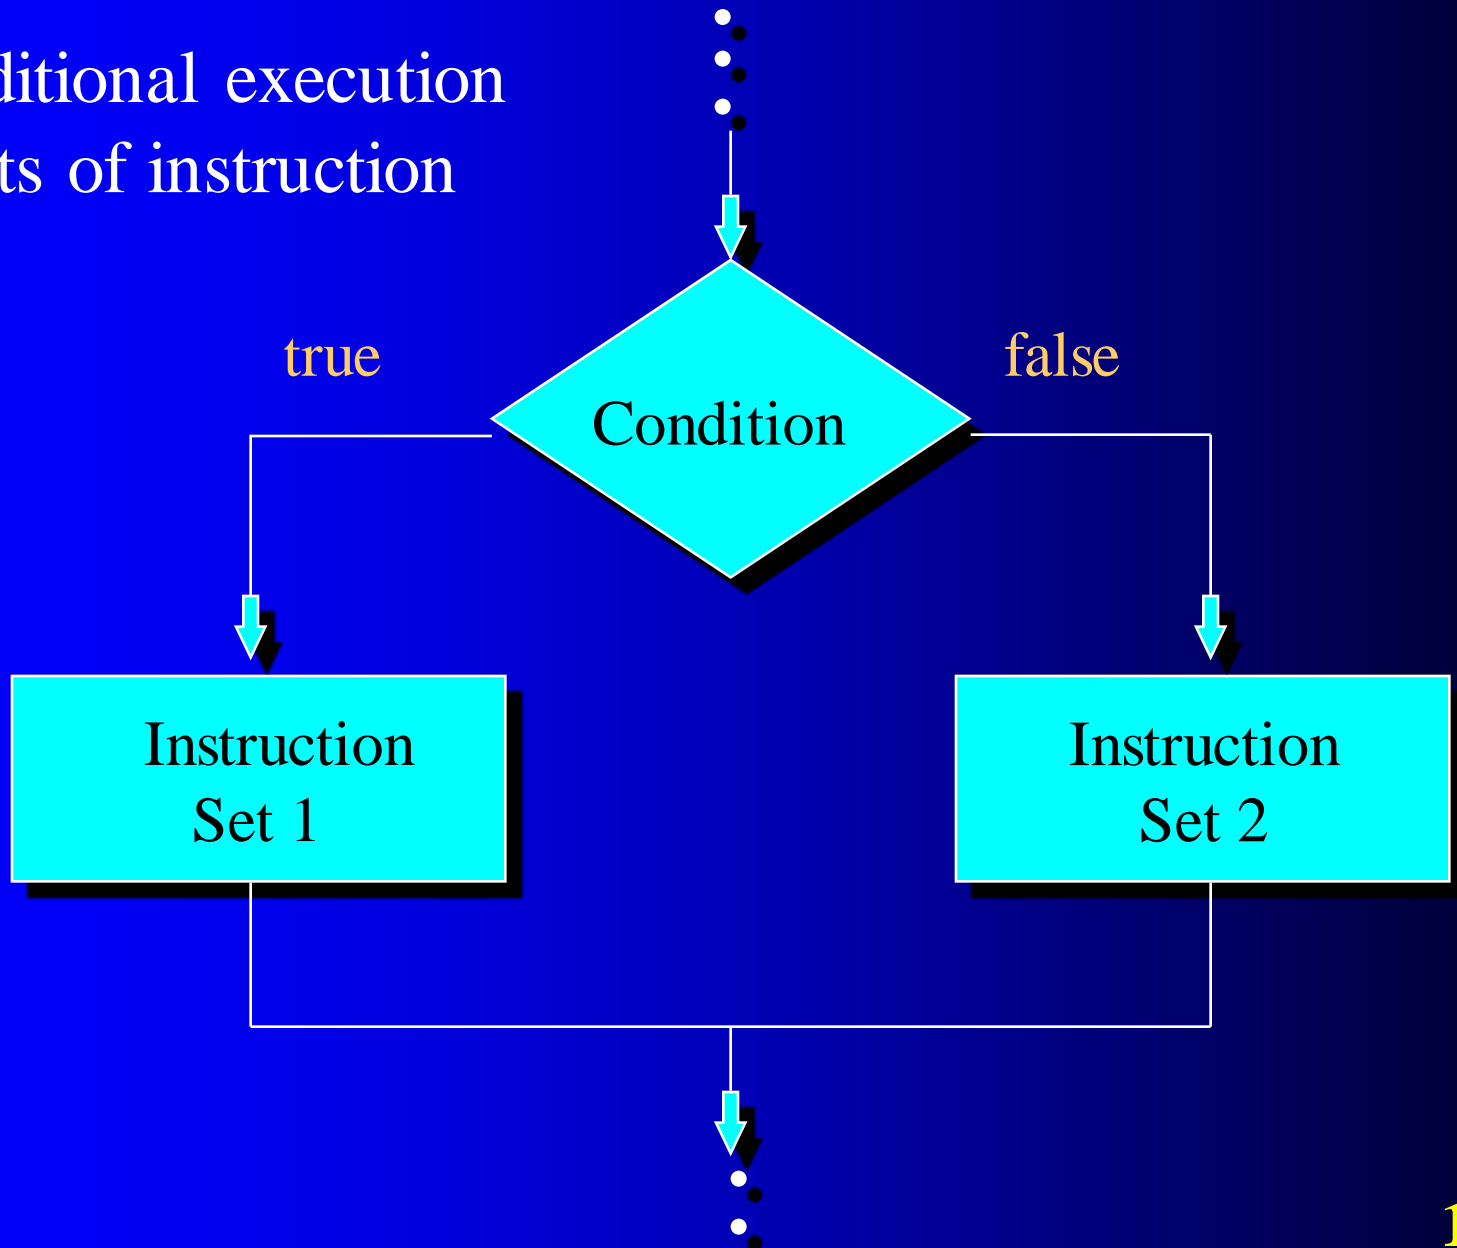 ditional execution
ts of instruction
true
false
Condition
Instruction
Set 1
Instruction
Set 2